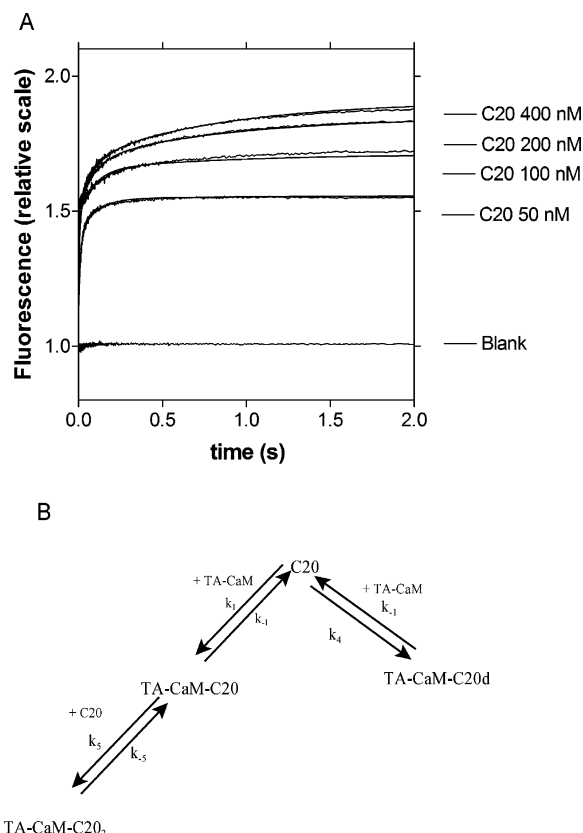 A
2.0
1.5
1.0
Fluorescence (relative scale)
0.0 0.5 1.0 1.5 2.0
time (s)
C20 400 nM
C20 200 nM
C20 100 nM
C20 50 nM
Blank
B
C20
+ TA-CaM
k₁
k₋₁
+ TA-CaM
k₋₁
k₄
TA-CaM-C20
TA-CaM-C20d
+ C20
k₅
k₋₅
TA-CaM-C20₂